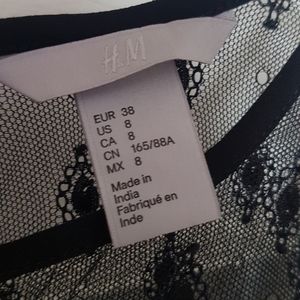 H&M
EUR 38
US 8
CA 8
CN 165/88A
MX 8
Made in
India
Fabriqué en
Inde